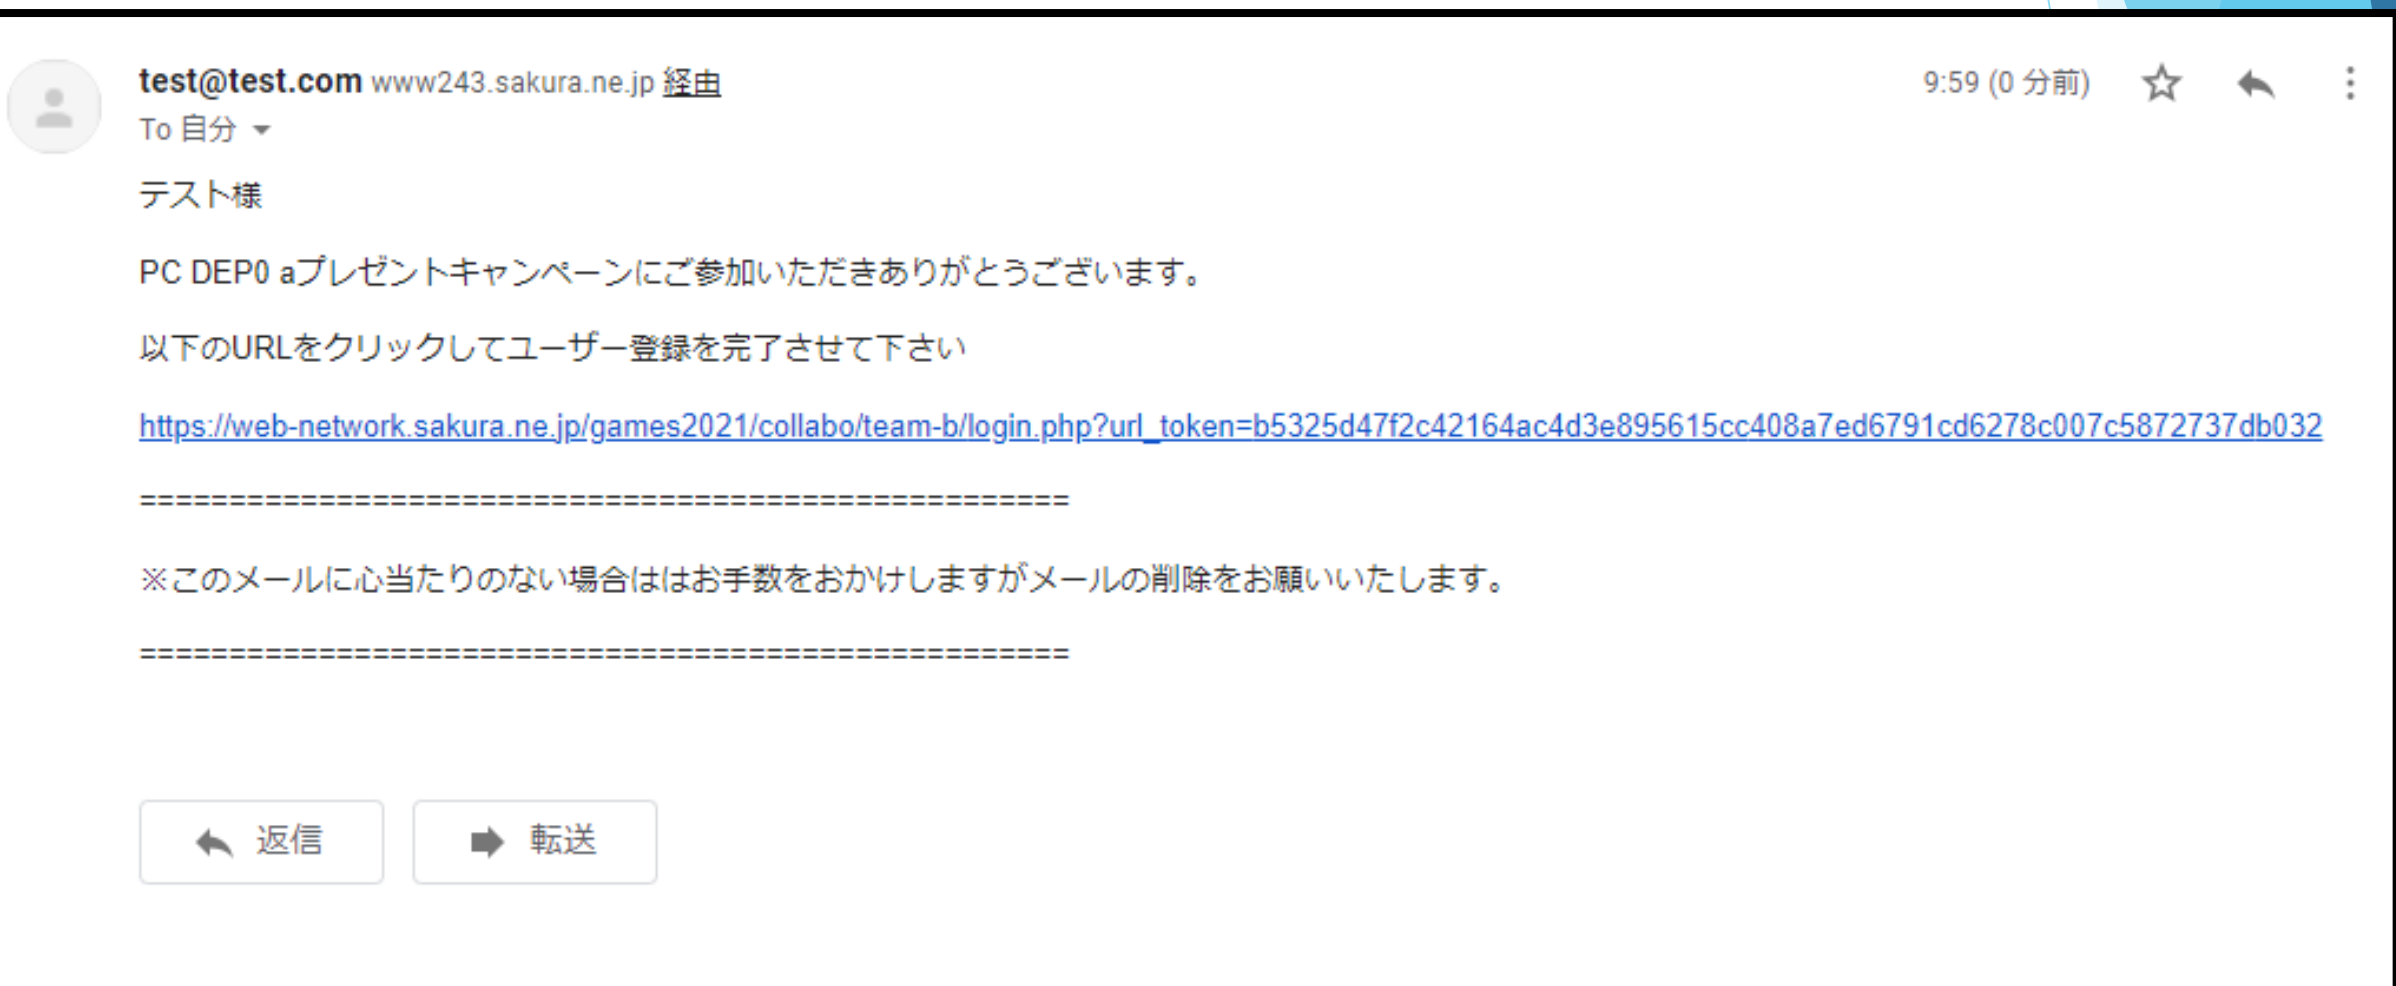 test@test.com www243.sakura.ne.jp 経由
9:59 (0 分前)
To 自分
テスト様
PC DEP0 aプレゼントキャンペーンにご参加いただきありがとうございます。
以下のURLをクリックしてユーザー登録を完了させて下さい
https://web-network.sakura.ne.jp/games2021/collabo/team-b/login.php?url_token=b5325d47f2c42164ac4d3e895615cc408a7ed6791cd6278c007c5872737db032
====================================================
※このメールに心当たりのない場合ははお手数をおかけしますがメールの削除をお願いいたします。
====================================================
返信
転送